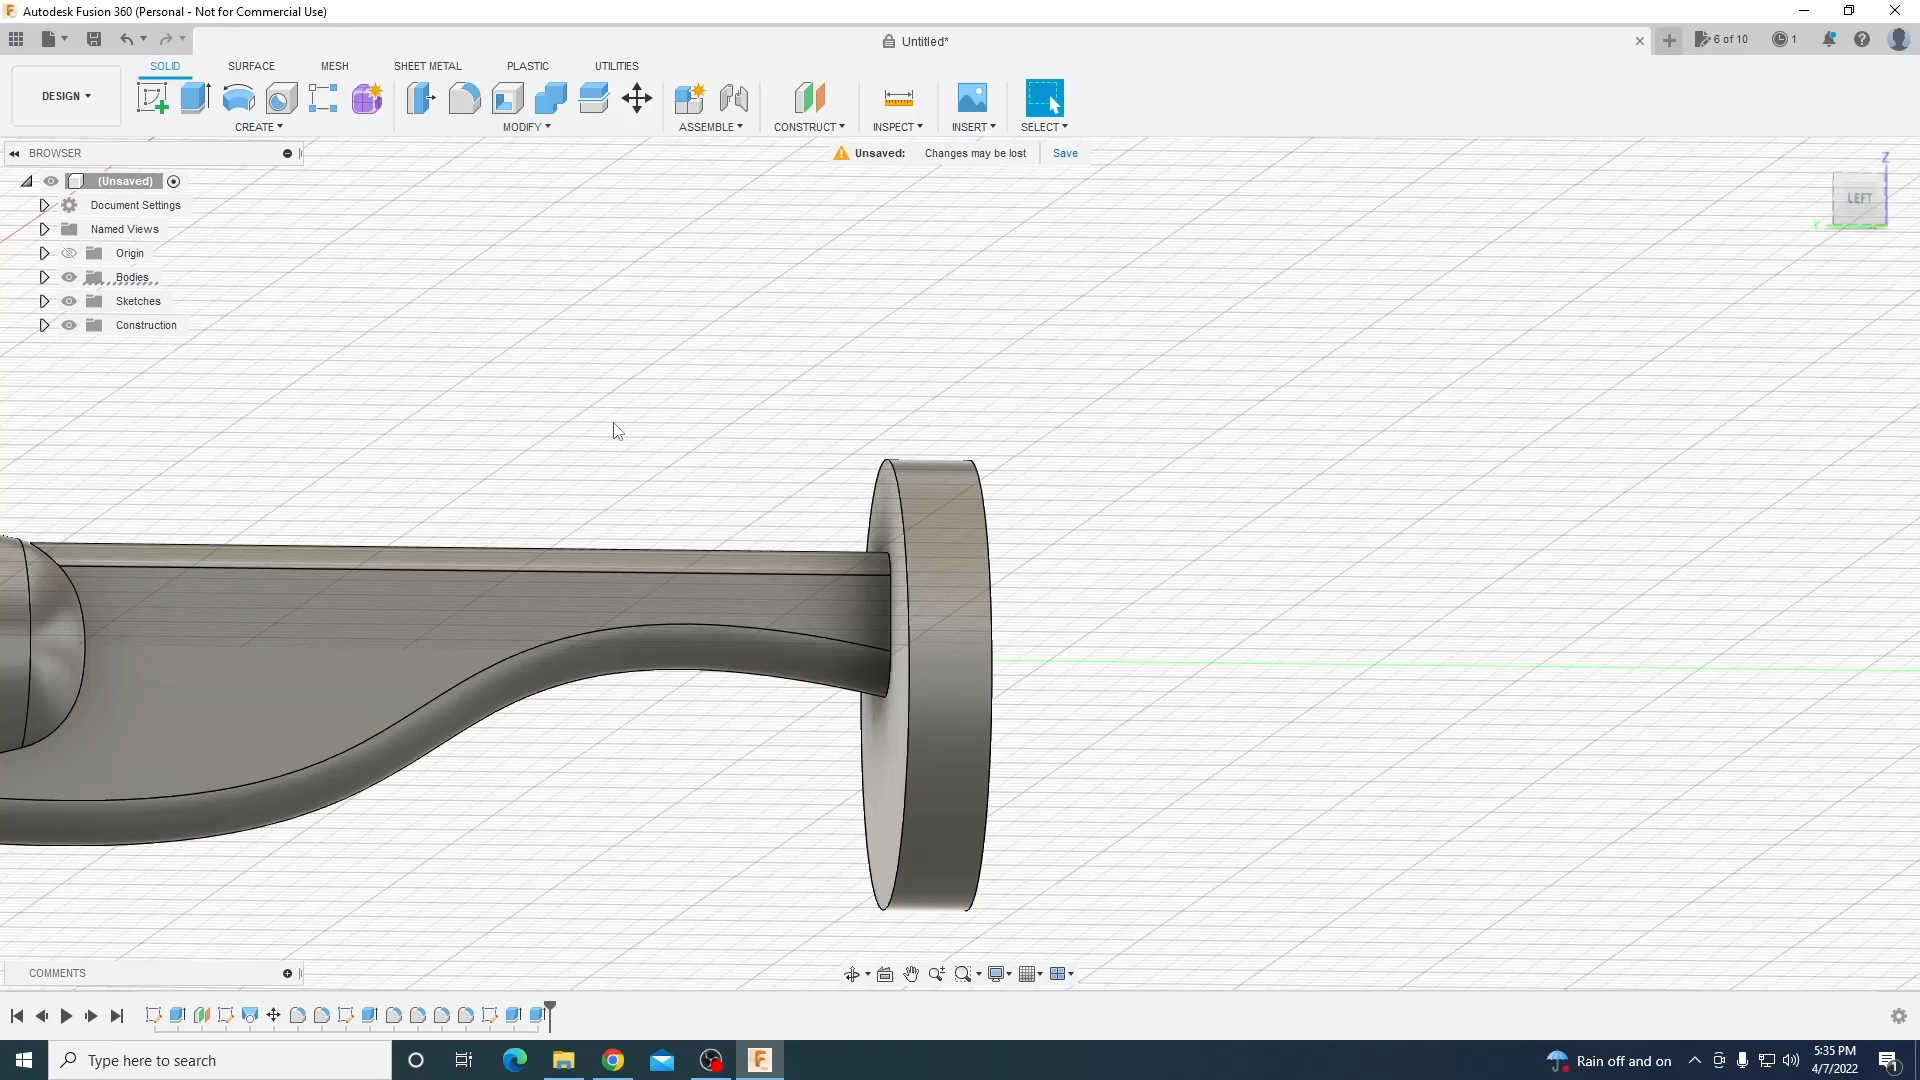 Autodesk Fusion 360 (Personal - Not for Commercial Use)
Untitled*
6 of 10
1
DESIGN
SOLID SURFACE MESH SHEET METAL PLASTIC UTILITIES
CREATE MODIFY ASSEMBLE CONSTRUCT INSPECT INSERT SELECT
BROWSER
Unsaved: Changes may be lost Save
(Unsaved)
Document Settings
Named Views
Origin
Bodies
Sketches
Construction
Z
LEFT
Y
COMMENTS
Type here to search
Rain off and on
5:35 PM
4/7/2022
1